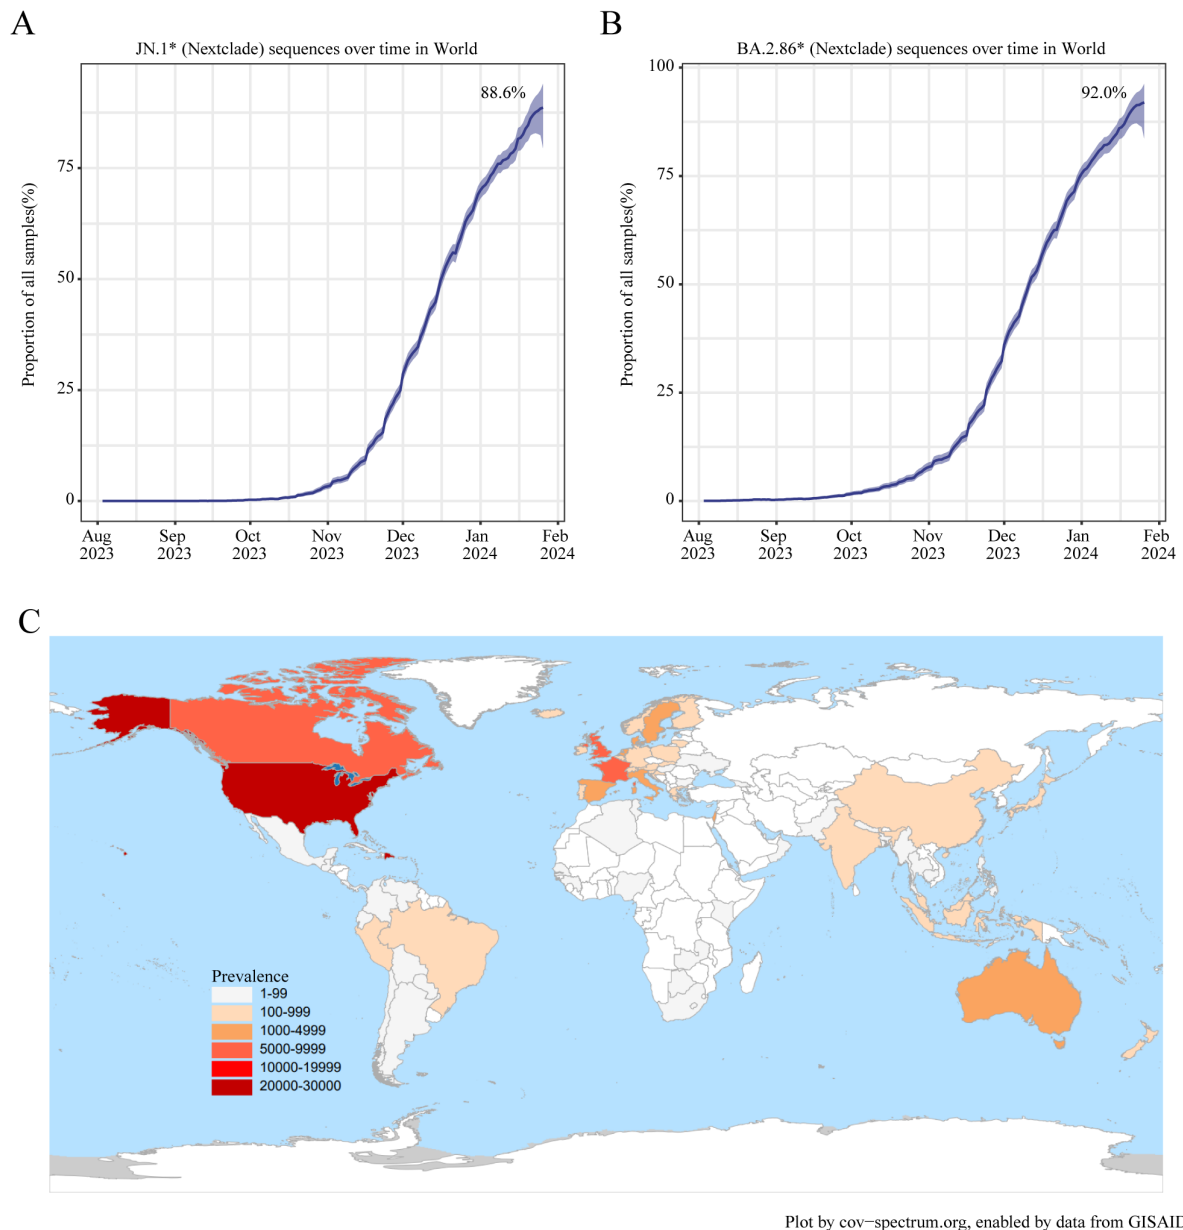 A
JN.1* (Nextclade) sequences over time in World
88.6%
Proportion of all samples(%)
75
50
25
0
Aug 2023
Sep 2023
Oct 2023
Nov 2023
Dec 2023
Jan 2024
Feb 2024
B
BA.2.86* (Nextclade) sequences over time in World
92.0%
Proportion of all samples(%)
100
75
50
25
0
Aug 2023
Sep 2023
Oct 2023
Nov 2023
Dec 2023
Jan 2024
Feb 2024
C
Prevalence
1-99
100-999
1000-4999
5000-9999
10000-19999
20000-30000
Plot by cov−spectrum.org, enabled by data from GISAID